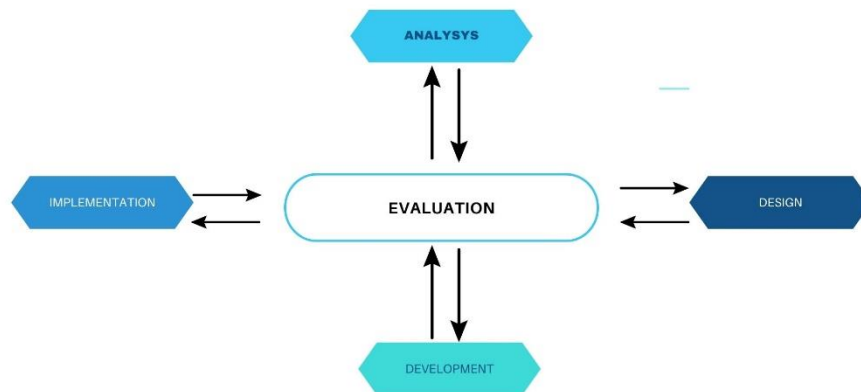 ANALYSYS
IMPLEMENTATION
EVALUATION
DESIGN
DEVELOPMENT